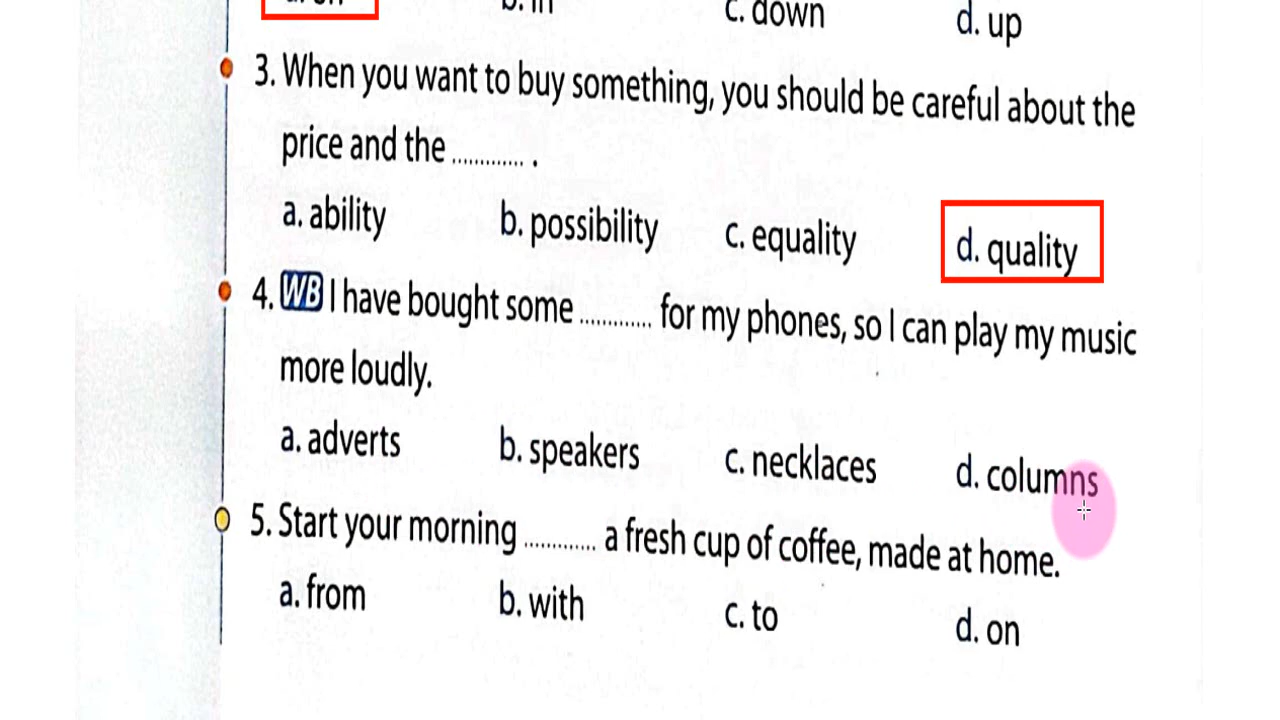 b. in c. down d. up
3. When you want to buy something, you should be careful about the
price and the ............. .
a. ability b. possibility c. equality d. quality
4. WB I have bought some ............. for my phones, so I can play my music
more loudly.
a. adverts b. speakers c. necklaces d. columns
5. Start your morning ............. a fresh cup of coffee, made at home.
a. from b. with c. to d. on